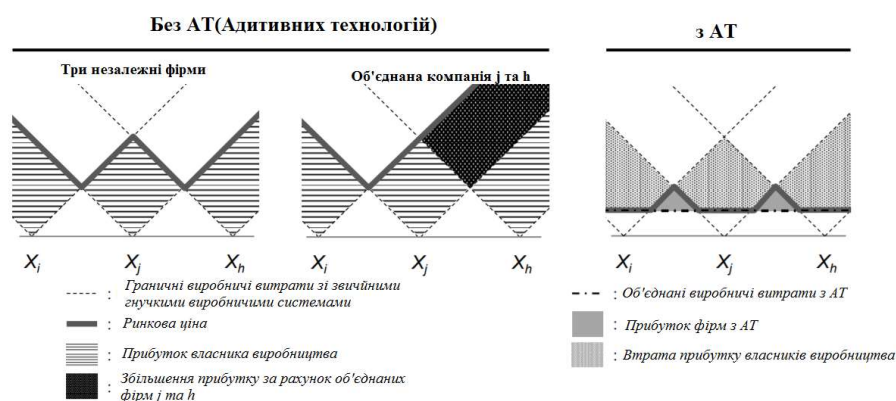 Без АТ(Адитивних технологій)
з АТ
Три незалежні фірми
Об'єднана компанія j та h
Xi
Xj
Xh
Xi
Xj
Xh
Xi
Xj
Xh
: Граничні виробничі витрати зі звичйними
гнучкими виробничими системами
: Ринкова ціна
: Прибуток власника виробництва
: Збільшення прибутку за рахунок об'єднаних
фірм j та h
: Об'єднані виробничі витрати з АТ
: Прибуток фірм з АТ
: Втрата прибутку власників виробництва